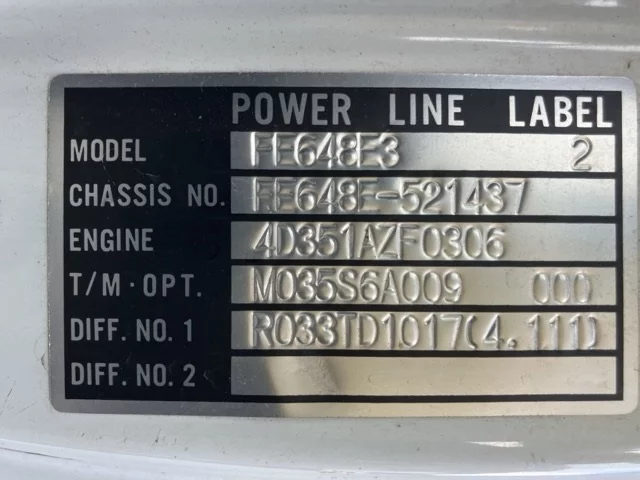 POWER LINE LABEL
MODEL FE648E3 2
CHASSIS NO. FE648E-521437
ENGINE 4D351AZF0306
T/M·OPT. M035S6A009 000
DIFF. NO. 1 R033TD1017(4.111)
DIFF. NO. 2